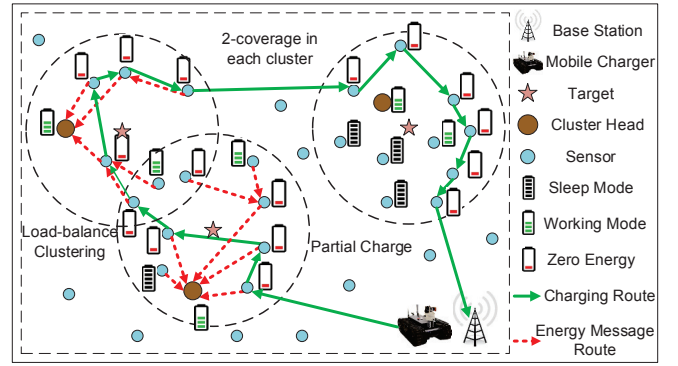 2-coverage in
each cluster
Load-balance
Clustering
Partial Charge
Base Station
Mobile Charger
Target
Cluster Head
Sensor
Sleep Mode
Working Mode
Zero Energy
Charging Route
Energy Message
Route